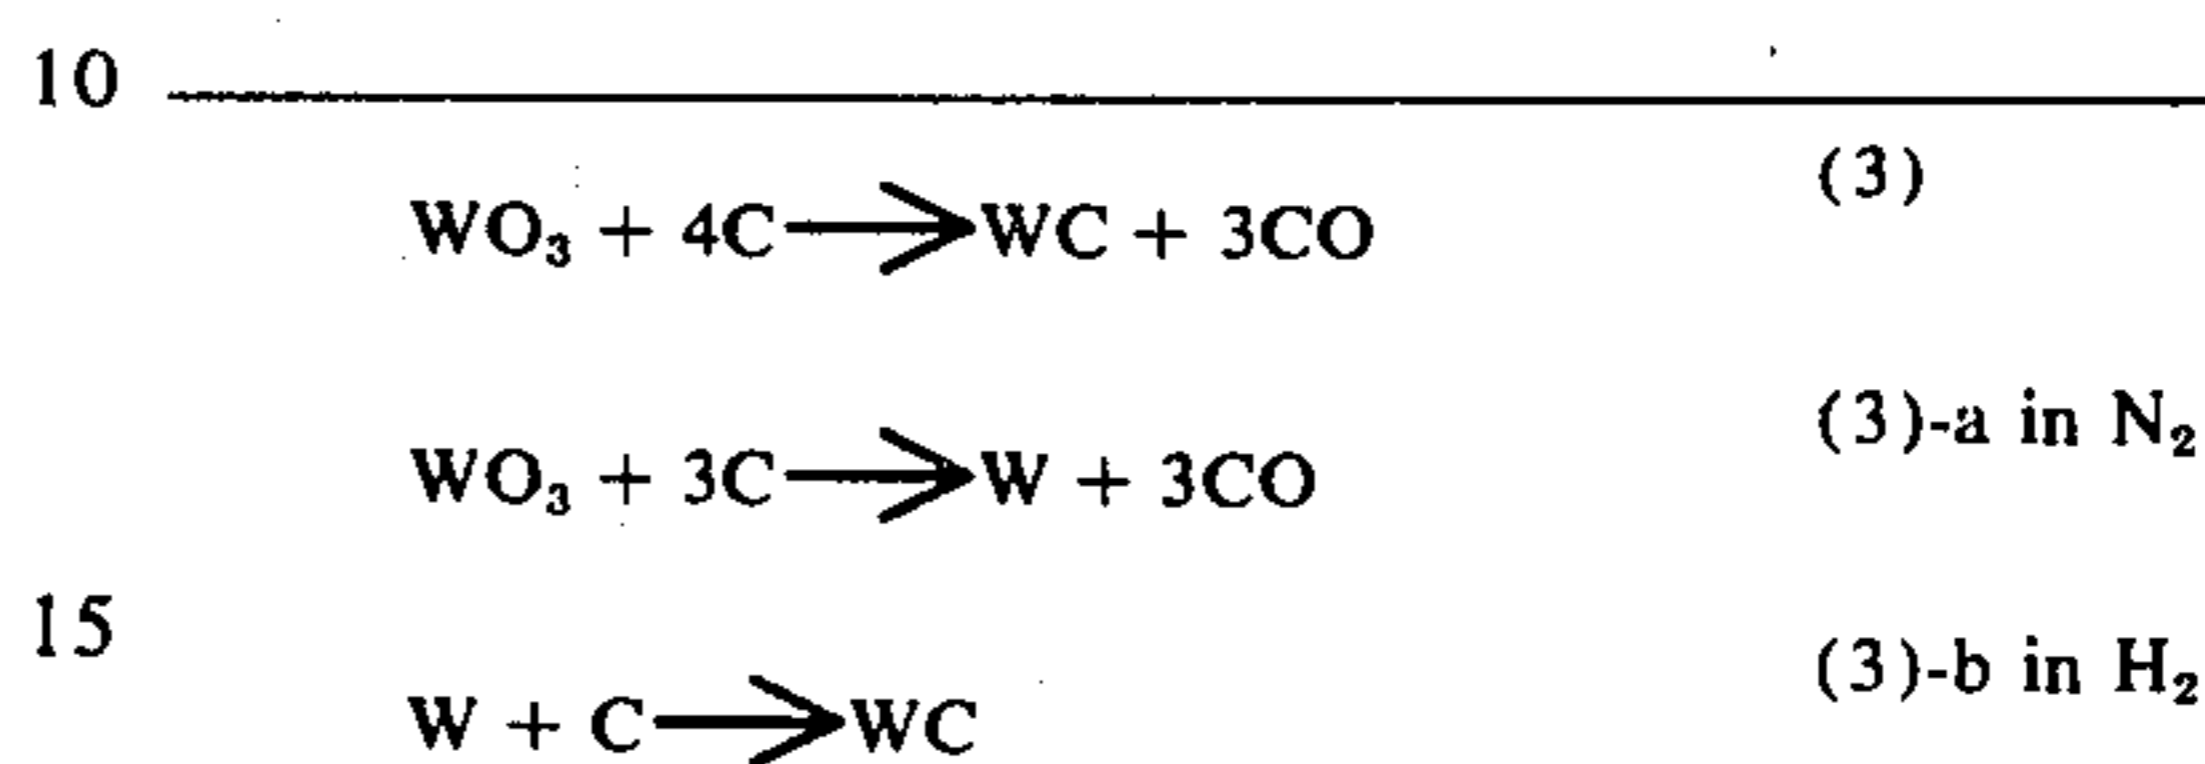 10
(3)
WO₃ + 4C⟶WC + 3CO
(3)-a in N₂
WO₃ + 3C⟶W + 3CO
15
(3)-b in H₂
W + C⟶WC